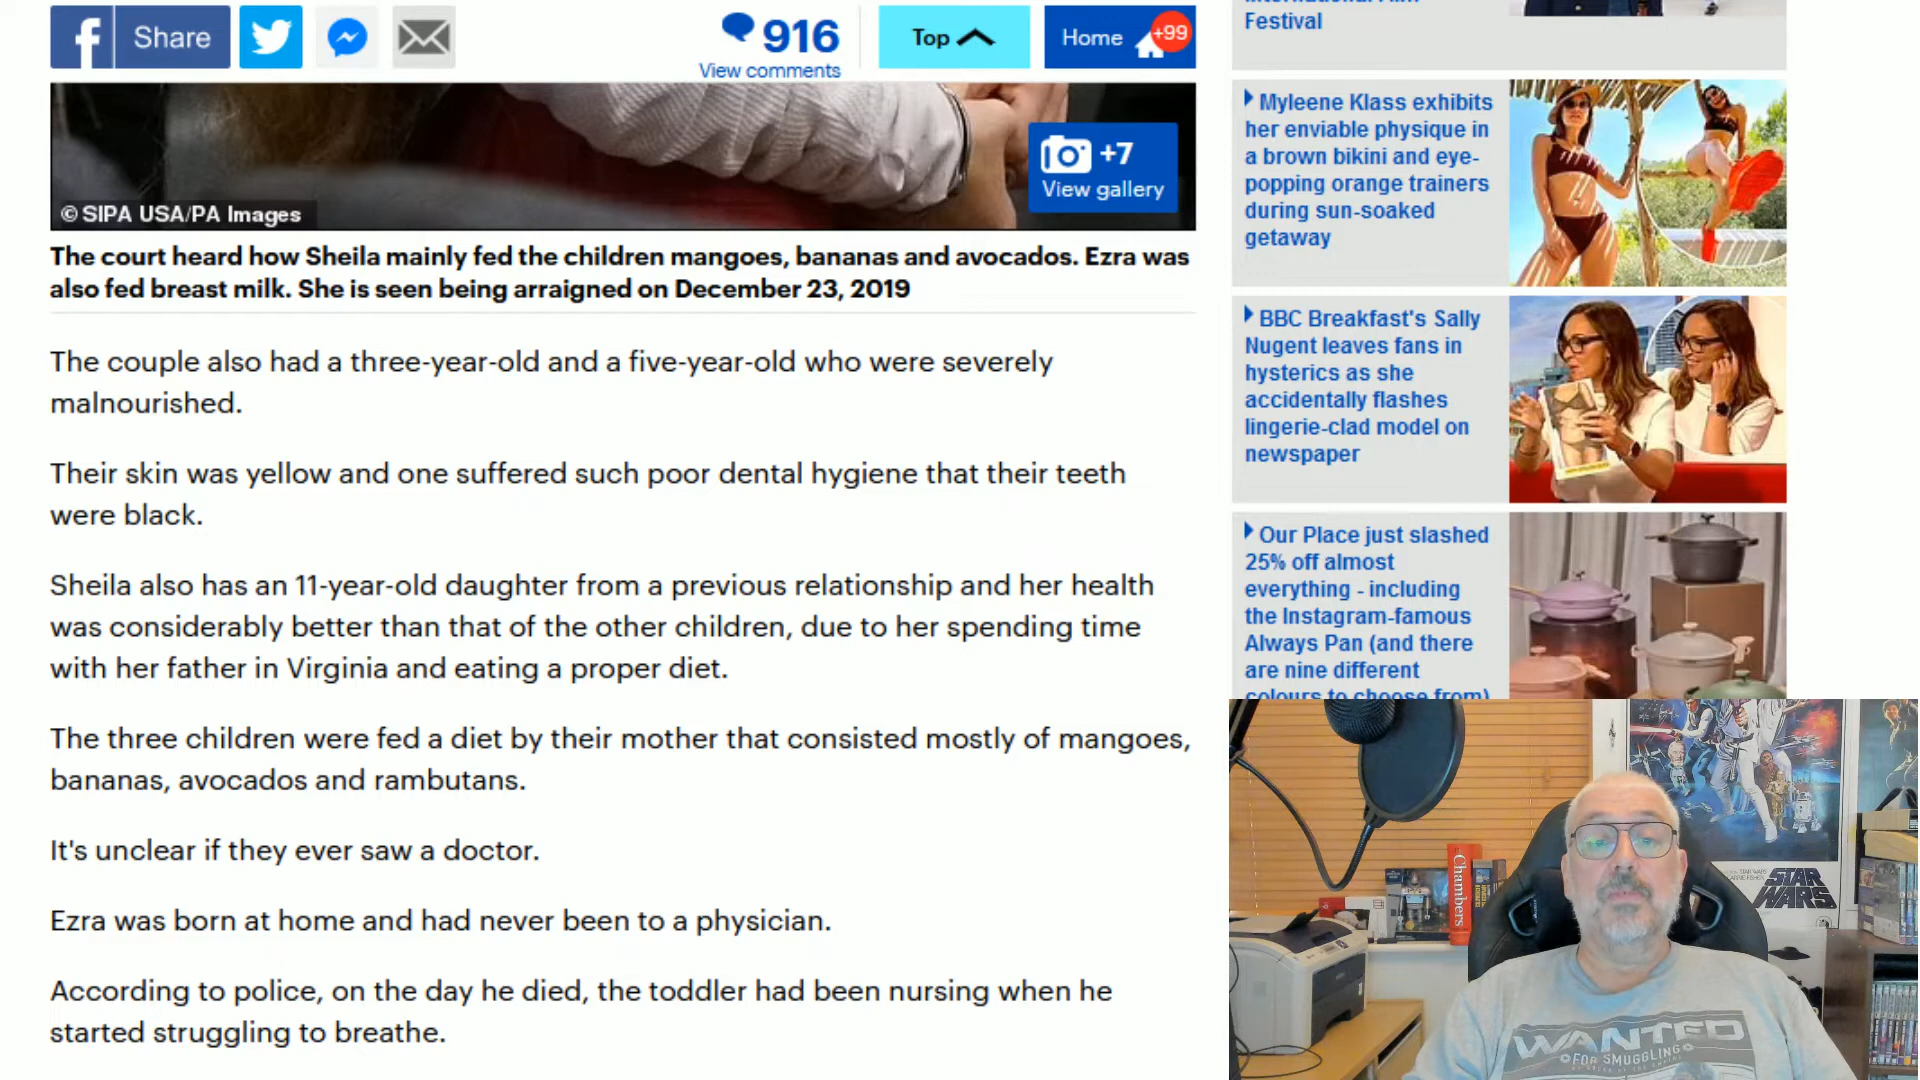 Share
916
View comments
Top
Home
+99
+7
View gallery
© SIPA USA/PA Images
The court heard how Sheila mainly fed the children mangoes, bananas and avocados. Ezra was
also fed breast milk. She is seen being arraigned on December 23, 2019
The couple also had a three-year-old and a five-year-old who were severely
malnourished.
Their skin was yellow and one suffered such poor dental hygiene that their teeth
were black.
Sheila also has an 11-year-old daughter from a previous relationship and her health
was considerably better than that of the other children, due to her spending time
with her father in Virginia and eating a proper diet.
The three children were fed a diet by their mother that consisted mostly of mangoes,
bananas, avocados and rambutans.
It's unclear if they ever saw a doctor.
Ezra was born at home and had never been to a physician.
According to police, on the day he died, the toddler had been nursing when he
started struggling to breathe.
Festival
Myleene Klass exhibits
her enviable physique in
a brown bikini and eye-
popping orange trainers
during sun-soaked
getaway
BBC Breakfast's Sally
Nugent leaves fans in
hysterics as she
accidentally flashes
lingerie-clad model on
newspaper
Our Place just slashed
25% off almost
everything - including
the Instagram-famous
Always Pan (and there
are nine different
colours to choose from)
Chambers
STAR
WARS
WANTED
FOR SMUGGLING